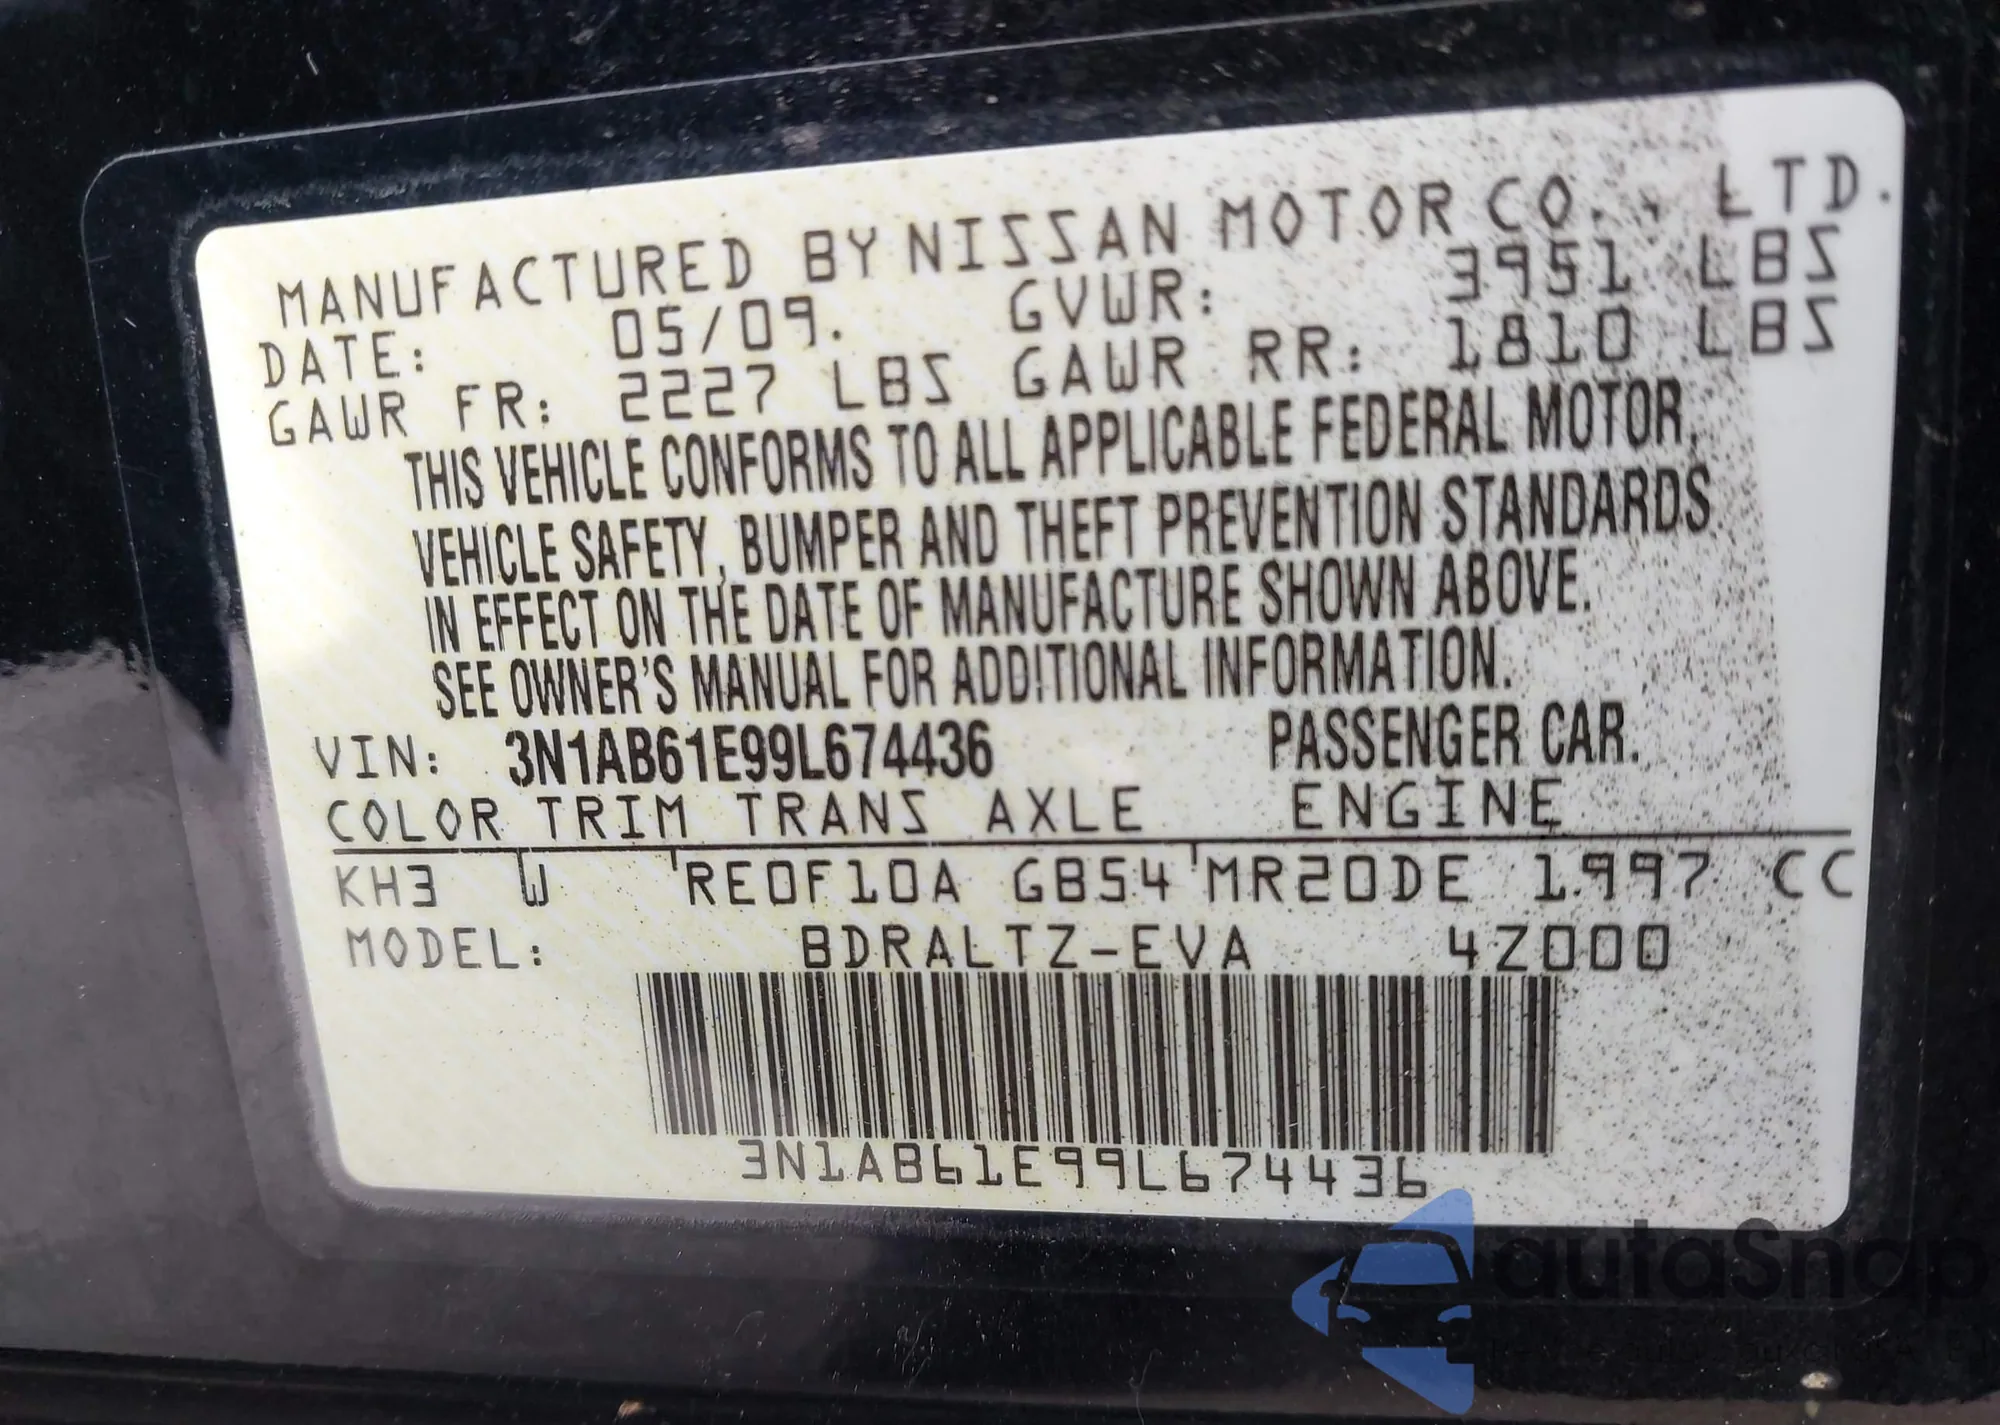 MANUFACTURED BY NISSAN MOTOR CO., LTD.
DATE: 05/09. GVWR: 3951 LBS
GAWR FR: 2227 LBS GAWR RR: 1810 LBS
THIS VEHICLE CONFORMS TO ALL APPLICABLE FEDERAL MOTOR
VEHICLE SAFETY, BUMPER AND THEFT PREVENTION STANDARDS
IN EFFECT ON THE DATE OF MANUFACTURE SHOWN ABOVE.
SEE OWNER'S MANUAL FOR ADDITIONAL INFORMATION.
VIN: 3N1AB61E99L674436 PASSENGER CAR.
COLOR TRIM TRANS AXLE ENGINE
KH3 W RE0F10A GB54 MR20DE 1997 CC
MODEL: BDRALTZ-EVA 4Z000
3N1AB61E99L674436
autaSnap